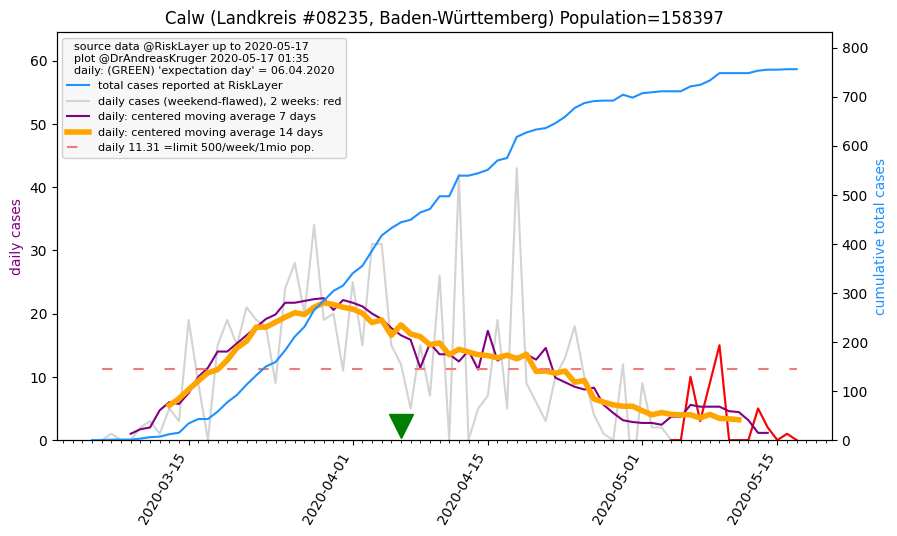 Calw (Landkreis #08235, Baden-Württemberg) Population=158397
source data @RiskLayer up to 2020-05-17
plot @DrAndreasKruger 2020-05-17 01:35
daily: (GREEN) 'expectation day' = 06.04.2020
total cases reported at RiskLayer
daily cases (weekend-flawed), 2 weeks: red
daily: centered moving average 7 days
daily: centered moving average 14 days
daily 11.31 =limit 500/week/1mio pop.
daily cases
60
50
40
30
20
10
0
cumulative total cases
800
700
600
500
400
300
200
100
0
2020-03-15
2020-04-01
2020-04-15
2020-05-01
2020-05-15